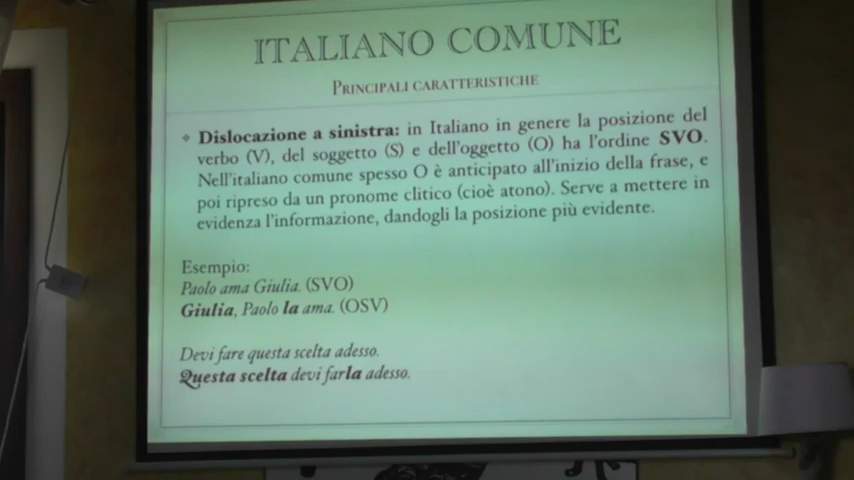 ITALIANO COMUNE
PRINCIPALI CARATTERISTICHE
❖ Dislocazione a sinistra: in Italiano in genere la posizione del
verbo (V), del soggetto (S) e dell'oggetto (O) ha l'ordine SVO.
Nell'italiano comune spesso O è anticipato all'inizio della frase, e
poi ripreso da un pronome clitico (cioè atono). Serve a mettere in
evidenza l'informazione, dandogli la posizione più evidente.
Esempio:
Paolo ama Giulia. (SVO)
Giulia, Paolo la ama. (OSV)
Devi fare questa scelta adesso.
Questa scelta devi farla adesso.